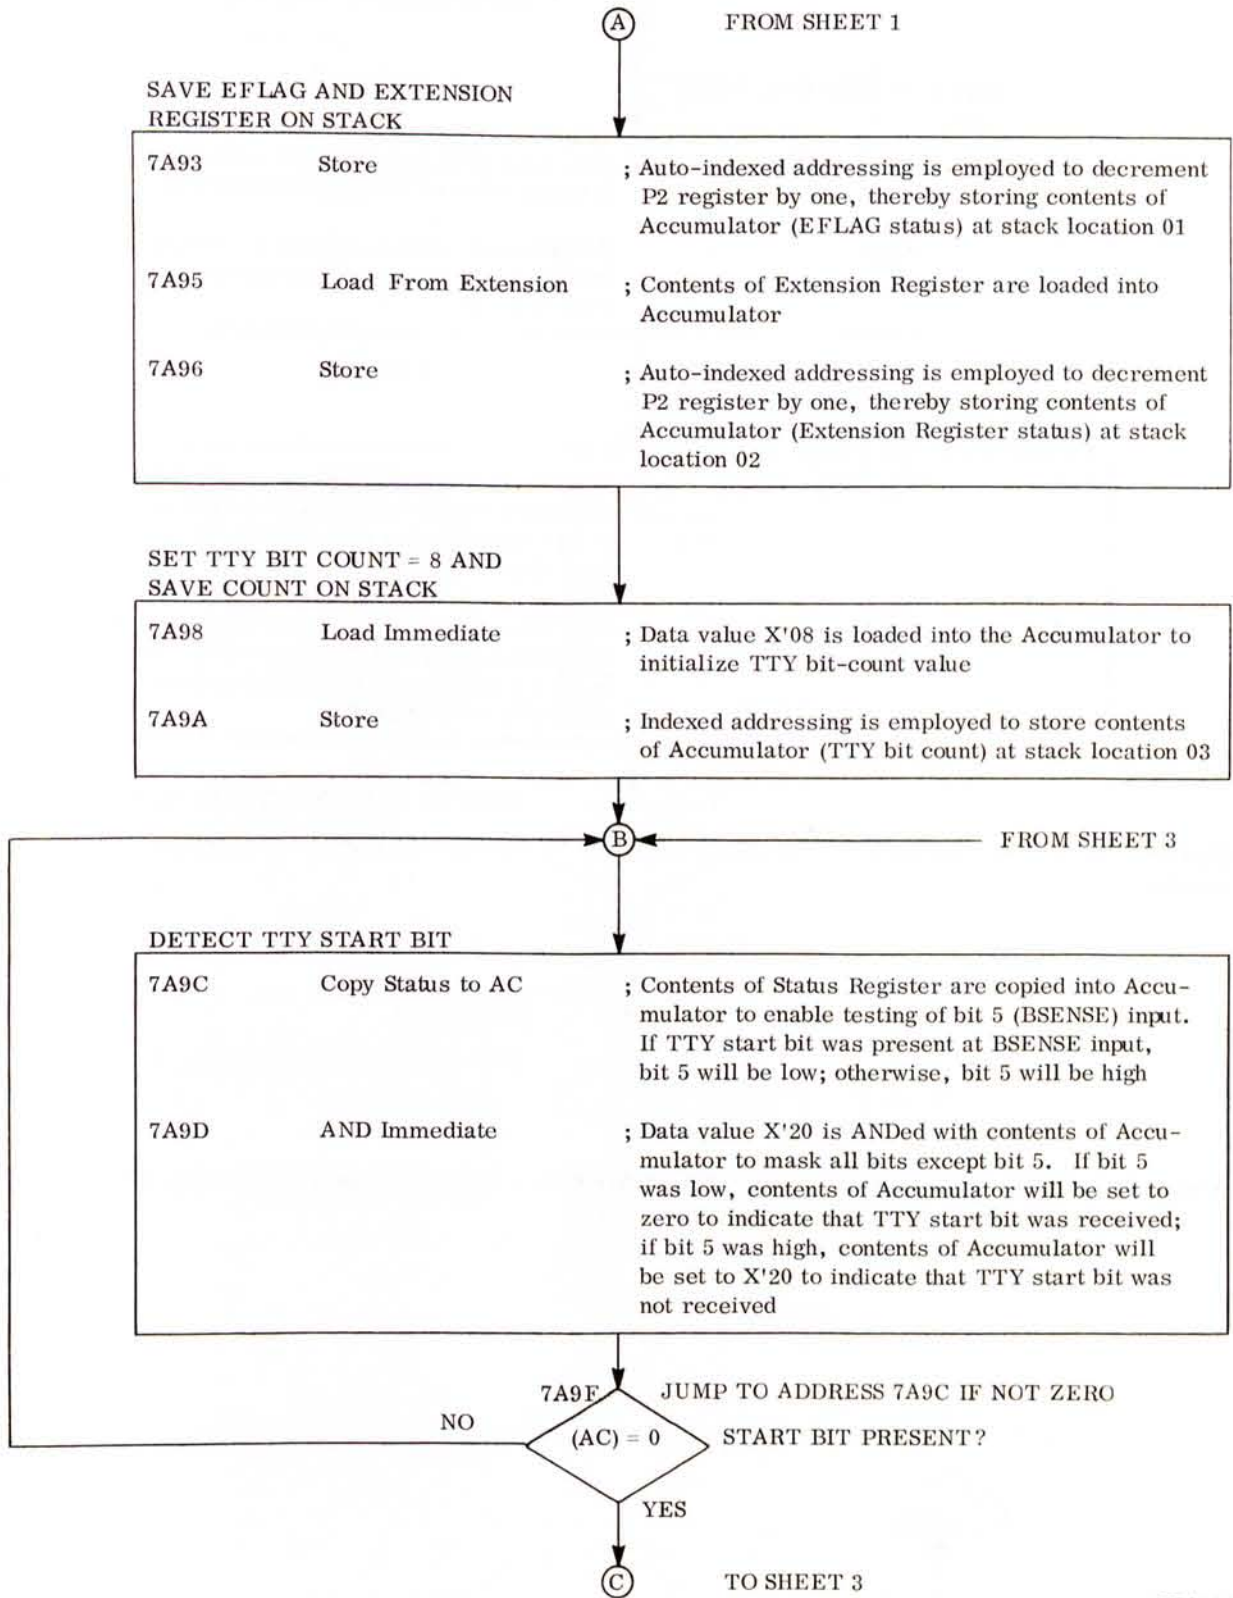 A FROM SHEET 1
SAVE EFLAG AND EXTENSION
REGISTER ON STACK
7A93 Store ; Auto-indexed addressing is employed to decrement
P2 register by one, thereby storing contents of
Accumulator (EFLAG status) at stack location 01
7A95 Load From Extension ; Contents of Extension Register are loaded into
Accumulator
7A96 Store ; Auto-indexed addressing is employed to decrement
P2 register by one, thereby storing contents of
Accumulator (Extension Register status) at stack
location 02
SET TTY BIT COUNT = 8 AND
SAVE COUNT ON STACK
7A98 Load Immediate ; Data value X'08 is loaded into the Accumulator to
initialize TTY bit-count value
7A9A Store ; Indexed addressing is employed to store contents
of Accumulator (TTY bit count) at stack location 03
B FROM SHEET 3
DETECT TTY START BIT
7A9C Copy Status to AC ; Contents of Status Register are copied into Accu-
mulator to enable testing of bit 5 (BSENSE) input.
If TTY start bit was present at BSENSE input,
bit 5 will be low; otherwise, bit 5 will be high
7A9D AND Immediate ; Data value X'20 is ANDed with contents of Accu-
mulator to mask all bits except bit 5. If bit 5
was low, contents of Accumulator will be set to
zero to indicate that TTY start bit was received;
if bit 5 was high, contents of Accumulator will
be set to X'20 to indicate that TTY start bit was
not received
7A9F JUMP TO ADDRESS 7A9C IF NOT ZERO
NO (AC) = 0 START BIT PRESENT?
YES
C TO SHEET 3